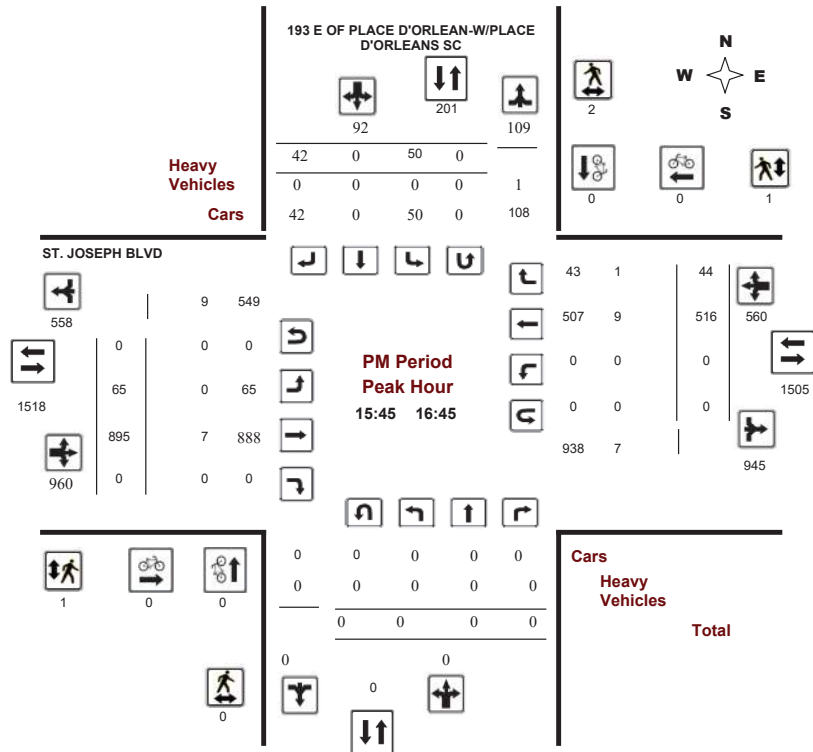 193 E OF PLACE D'ORLEAN-W/PLACE
D'ORLEANS SC
N
W E
S
201
2
92
109
42 0 50 0
Heavy
Vehicles
0 0 0 0 1
Cars
42 0 50 0 108
0 0 1
ST. JOSEPH BLVD
9 549
558
43 1 44
0 0 0
507 9 516 560
1518
65 0 65
PM Period
Peak Hour
15:45 16:45
0 0 0
1505
895 7 888
0 0 0
960
0 0 0
938 7
945
0 0 0 0 0
Cars
1 0 0
0 0 0 0 0
Heavy
Vehicles
0 0 0 0
Total
0 0
0
0